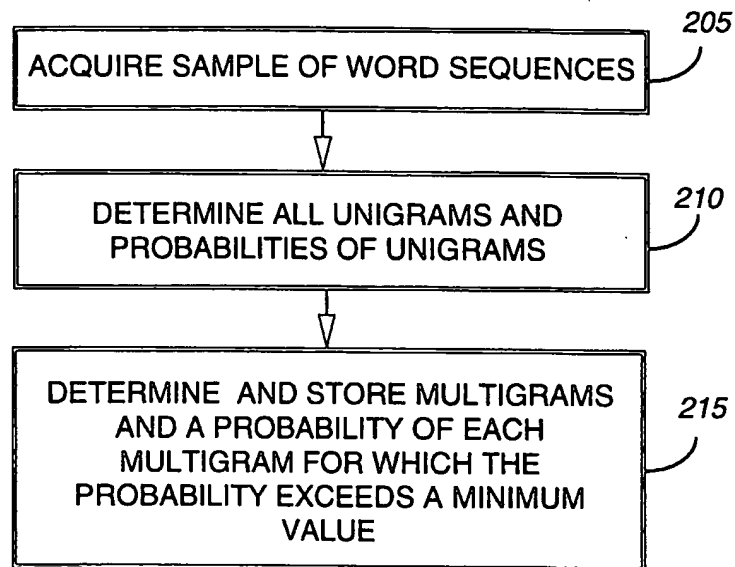 205
ACQUIRE SAMPLE OF WORD SEQUENCES
210
DETERMINE ALL UNIGRAMS AND
PROBABILITIES OF UNIGRAMS
215
DETERMINE AND STORE MULTIGRAMS
AND A PROBABILITY OF EACH
MULTIGRAM FOR WHICH THE
PROBABILITY EXCEEDS A MINIMUM
VALUE